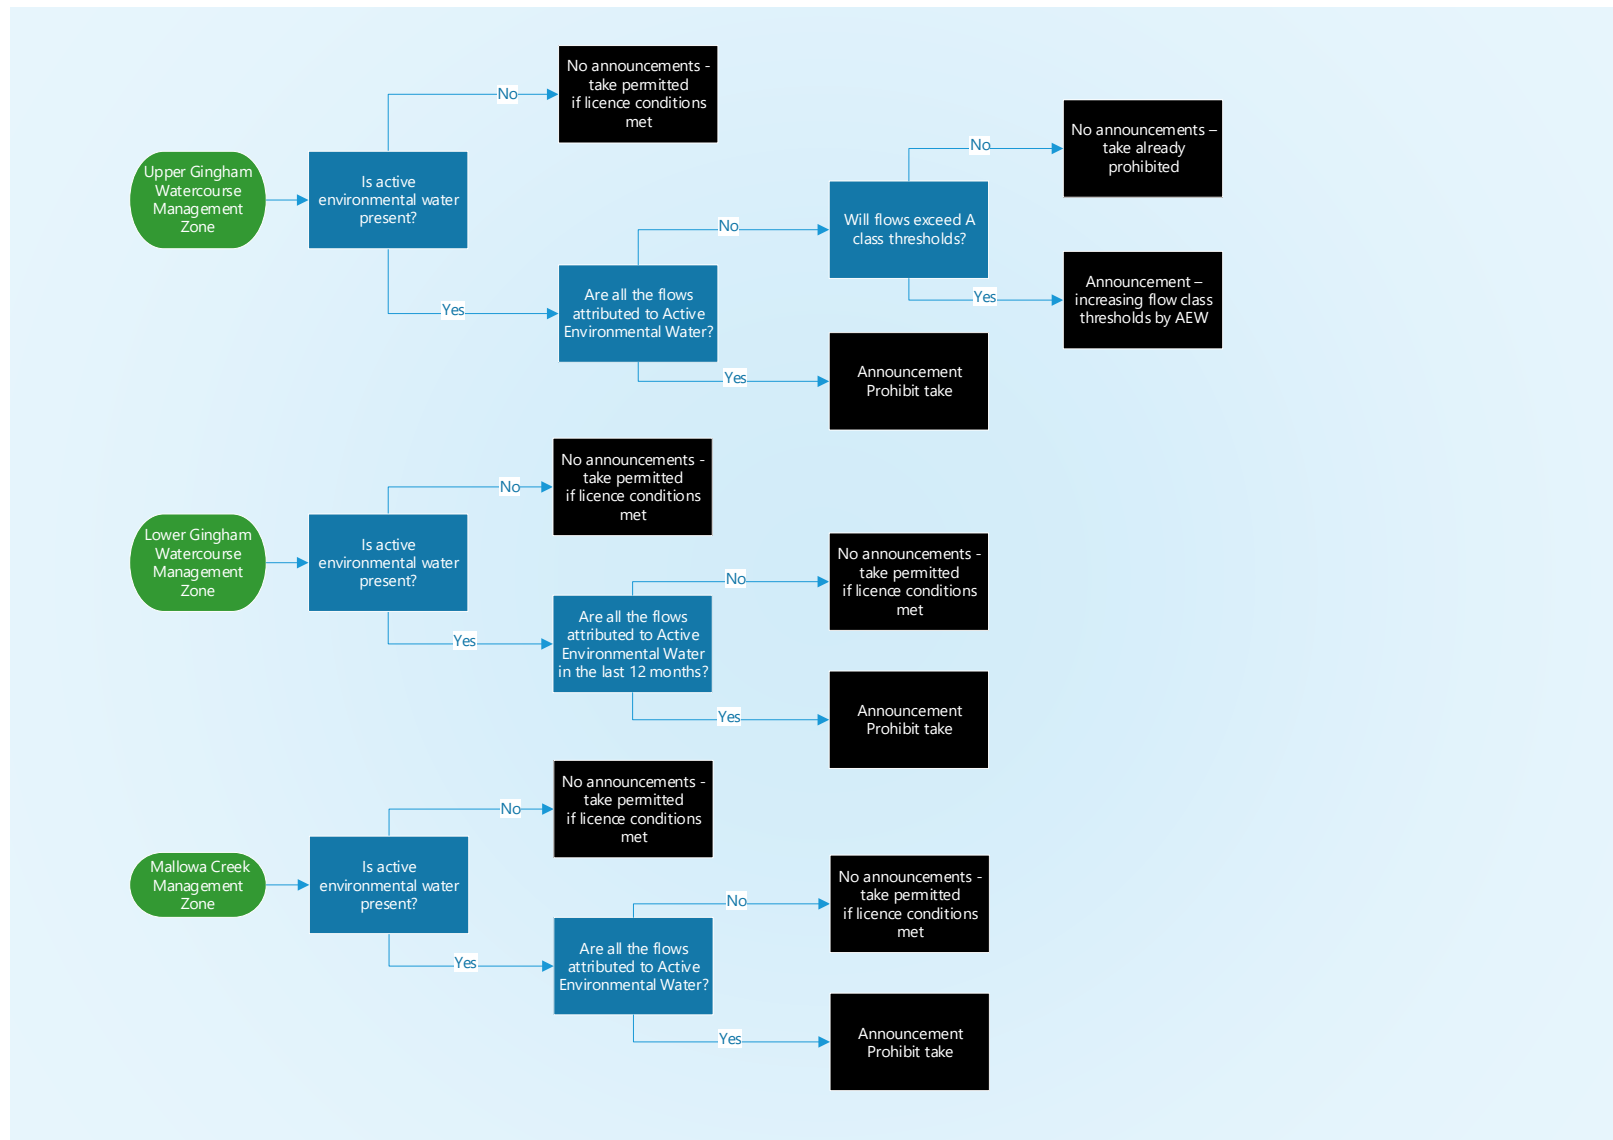 Upper Gingham
Watercourse
Management
Zone
Is active
environmental water
present?
No
No announcements -
take permitted
if licence conditions
met
Yes
Are all the flows
attributed to Active
Environmental Water?
No
Will flows exceed A
class thresholds?
No
No announcements –
take already
prohibited
Yes
Announcement –
increasing flow class
thresholds by AEW
Yes
Announcement
Prohibit take
Lower Gingham
Watercourse
Management
Zone
Is active
environmental water
present?
No
No announcements -
take permitted
if licence conditions
met
Yes
Are all the flows
attributed to Active
Environmental Water
in the last 12 months?
No
No announcements -
take permitted
if licence conditions
met
Yes
Announcement
Prohibit take
Mallowa Creek
Management
Zone
Is active
environmental water
present?
No
No announcements -
take permitted
if licence conditions
met
Yes
Are all the flows
attributed to Active
Environmental Water?
No
No announcements -
take permitted
if licence conditions
met
Yes
Announcement
Prohibit take